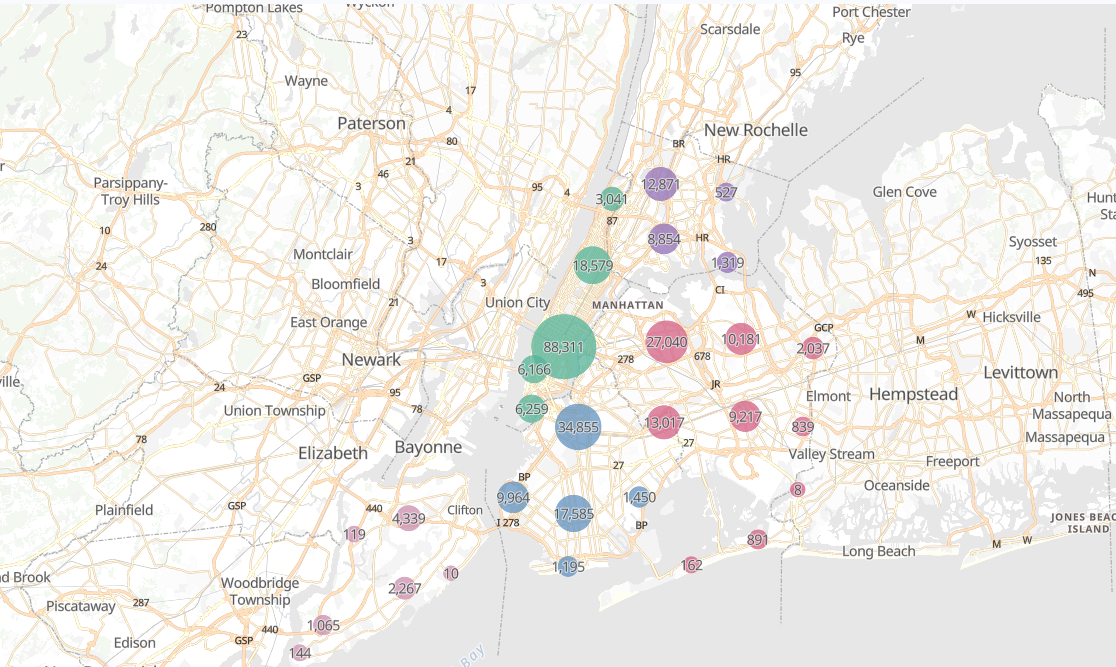 Pompton Lakes
Wyckoff
Port Chester
Scarsdale
23
Rye
95
Wayne
17
4
Paterson
New Rochelle
80
BR
21
HR
46
Parsippany-
Troy Hills
3
95
4
12,871
527
Glen Cove
3,041
Hunt
Sta
87
280
10
3
8,854
HR
Syosset
Montclair
135
24
17
18,579
1,319
N
Bloomfield
3
CI
495
21
Union City
MANHATTAN
W
Hicksville
East Orange
GCP
88,311
27,040
10,181
M
2,037
Newark
278
678
6,166
Levittown
GSP
JR
24
95
Elmont
Hempstead
North
Massapequa
Union Township
78
6,259
9,217
13,017
839
34,855
Massapequa
78
27
Elizabeth
Bayonne
Valley Stream
27
Freeport
BP
Oceanside
8
9,964
1,450
Plainfield
GSP
440
4,339
Clifton
17,585
I 278
BP
JONES BEAC
ISLAND
119
891
M
W
Long Beach
1,195
162
10
d Brook
Woodbridge
Township
2,267
287
Piscataway
1,065
440
GSP
Edison
144
Bay